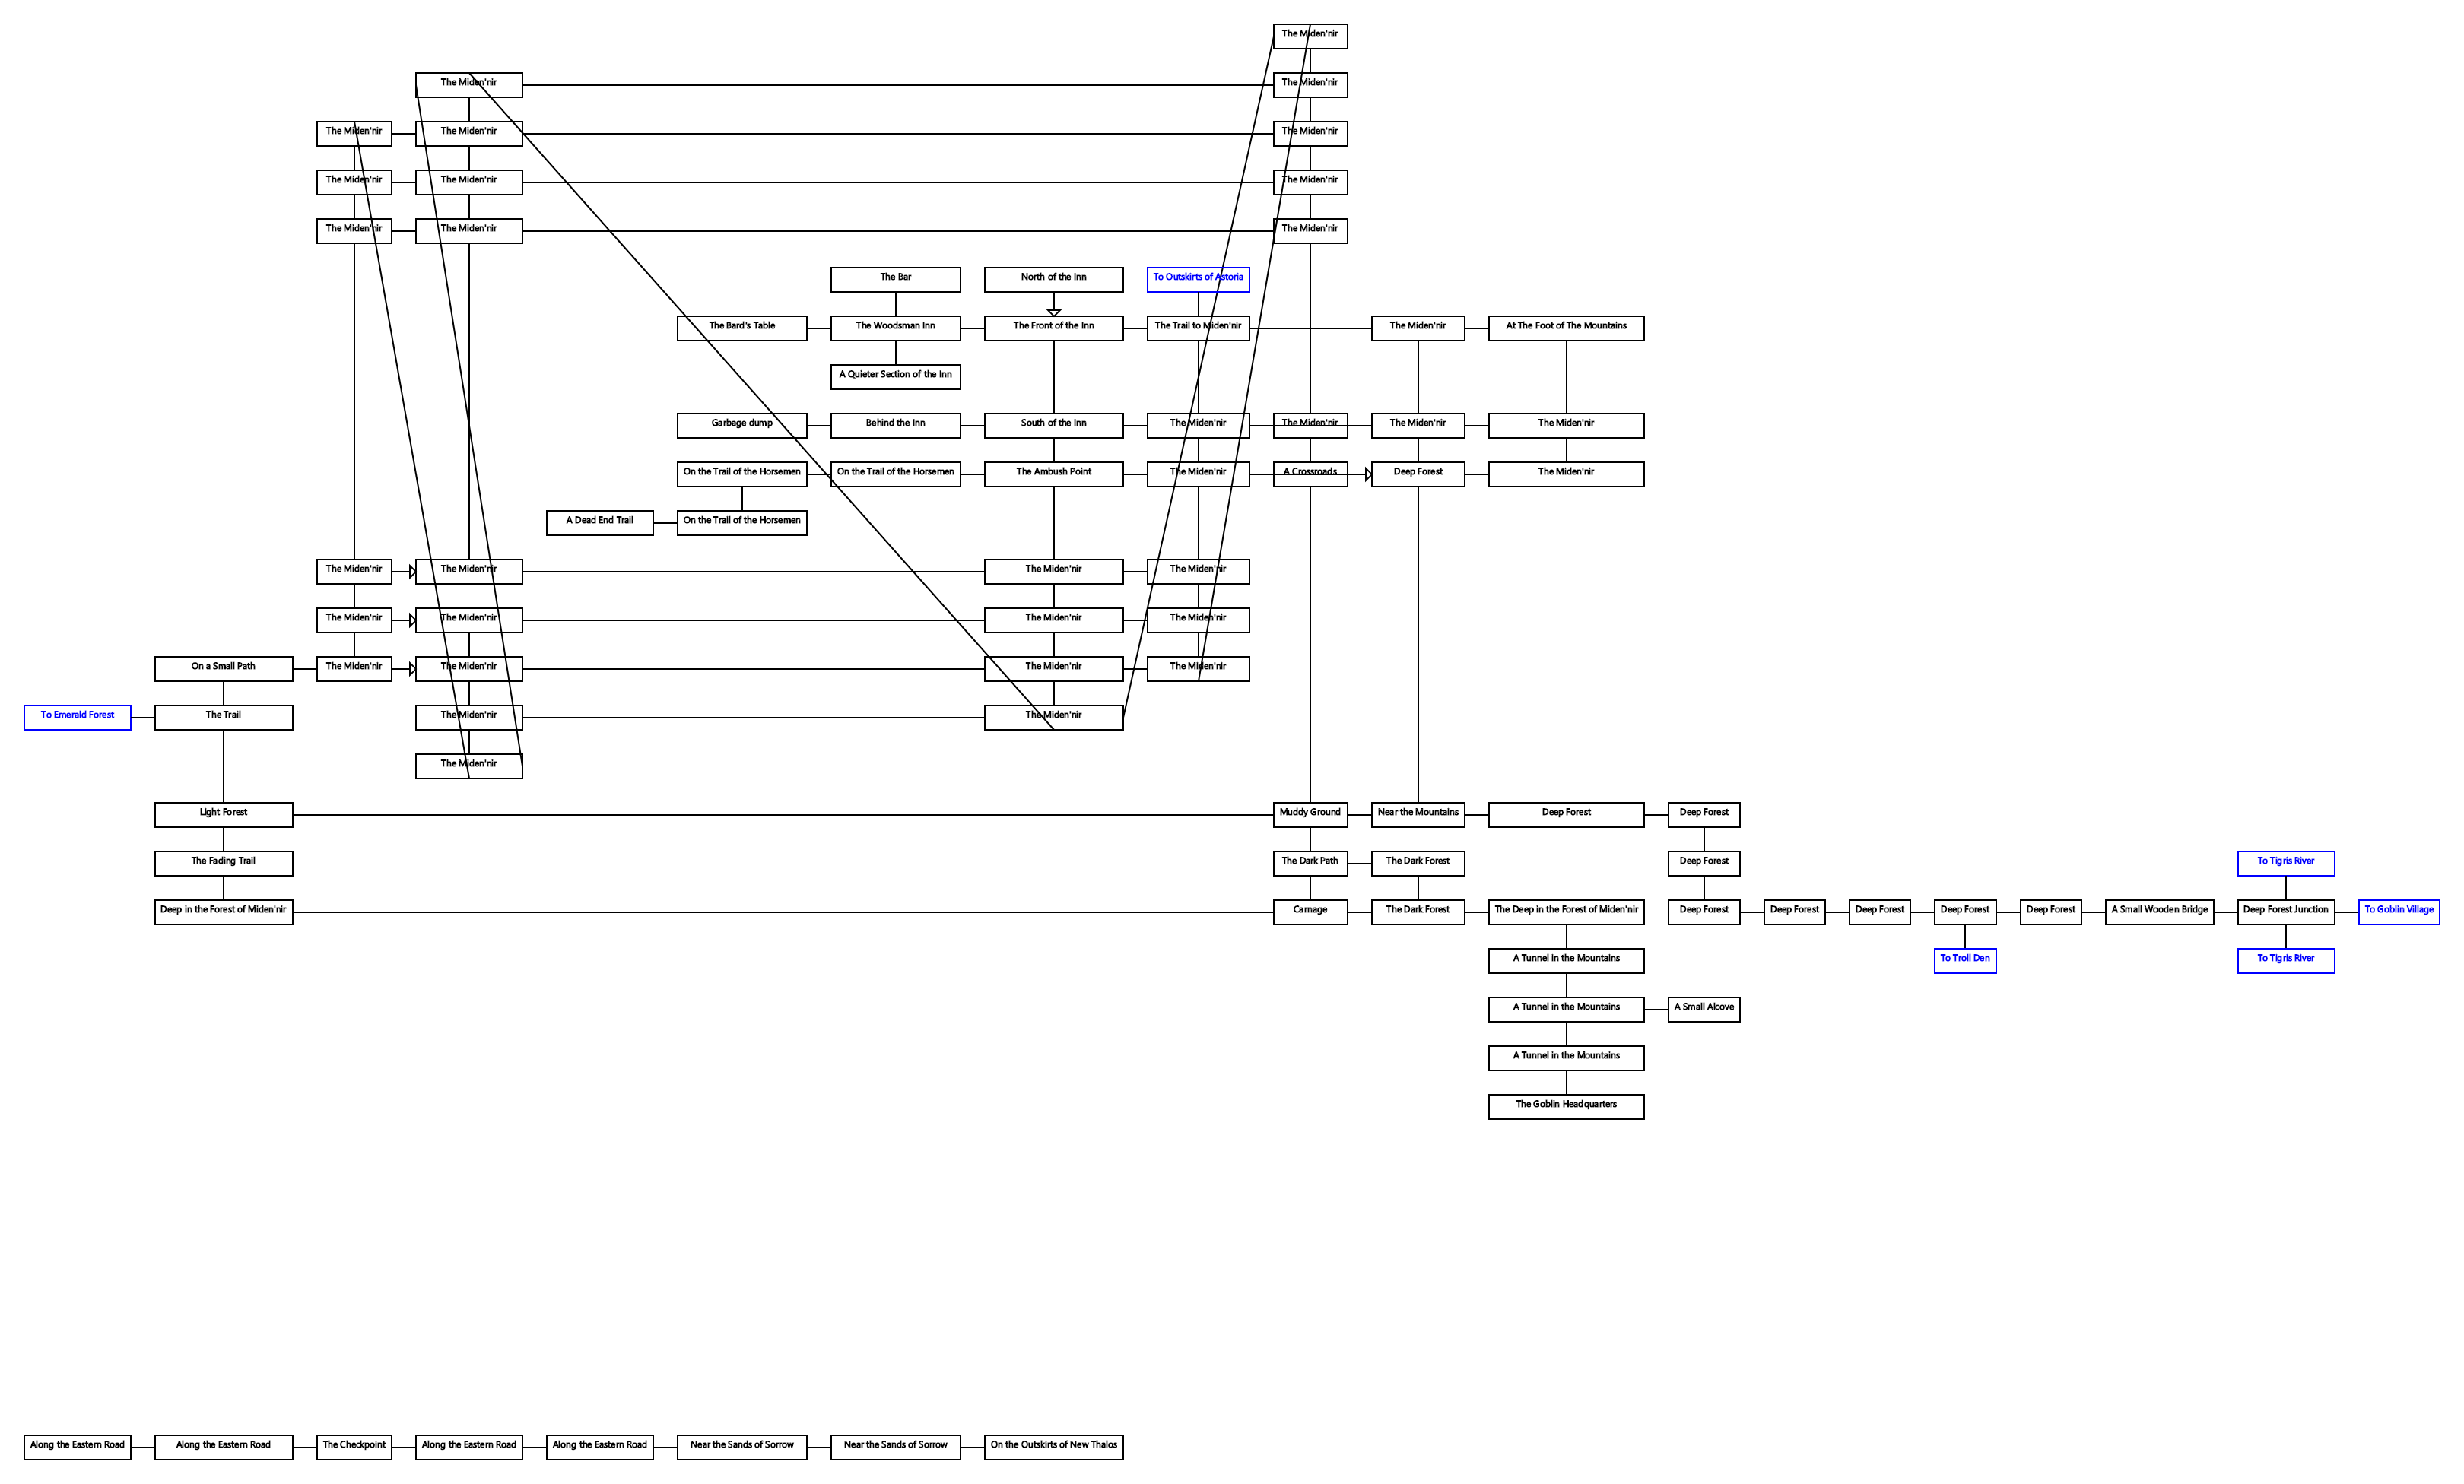 The Miden'nir
The Miden'nir
The Miden'nir
The Miden'nir
The Miden'nir
The Miden'nir
The Miden'nir
The Miden'nir
The Miden'nir
The Miden'nir
The Miden'nir
The Miden'nir
The Bar
North of the Inn
To Outskirts of Astoria
The Bard's Table
The Woodsman Inn
The Front of the Inn
The Trail to Miden'nir
The Miden'nir
At The Foot of The Mountains
A Quieter Section of the Inn
Garbage dump
Behind the Inn
South of the Inn
The Miden'nir
The Miden'nir
The Miden'nir
The Miden'nir
On the Trail of the Horsemen
On the Trail of the Horsemen
The Ambush Point
The Miden'nir
A Crossroads
Deep Forest
The Miden'nir
A Dead End Trail
On the Trail of the Horsemen
The Miden'nir
The Miden'nir
The Miden'nir
The Miden'nir
The Miden'nir
The Miden'nir
The Miden'nir
The Miden'nir
On a Small Path
The Miden'nir
The Miden'nir
The Miden'nir
The Miden'nir
To Emerald Forest
The Trail
The Miden'nir
The Miden'nir
The Miden'nir
Light Forest
Muddy Ground
Near the Mountains
Deep Forest
Deep Forest
The Fading Trail
The Dark Path
The Dark Forest
Deep Forest
To Tigris River
Deep in the Forest of Miden'nir
Carnage
The Dark Forest
The Deep in the Forest of Miden'nir
Deep Forest
Deep Forest
Deep Forest
Deep Forest
Deep Forest
A Small Wooden Bridge
Deep Forest Junction
To Goblin Village
A Tunnel in the Mountains
To Troll Den
To Tigris River
A Tunnel in the Mountains
A Small Alcove
A Tunnel in the Mountains
The Goblin Headquarters
Along the Eastern Road
Along the Eastern Road
The Checkpoint
Along the Eastern Road
Along the Eastern Road
Near the Sands of Sorrow
Near the Sands of Sorrow
On the Outskirts of New Thalos